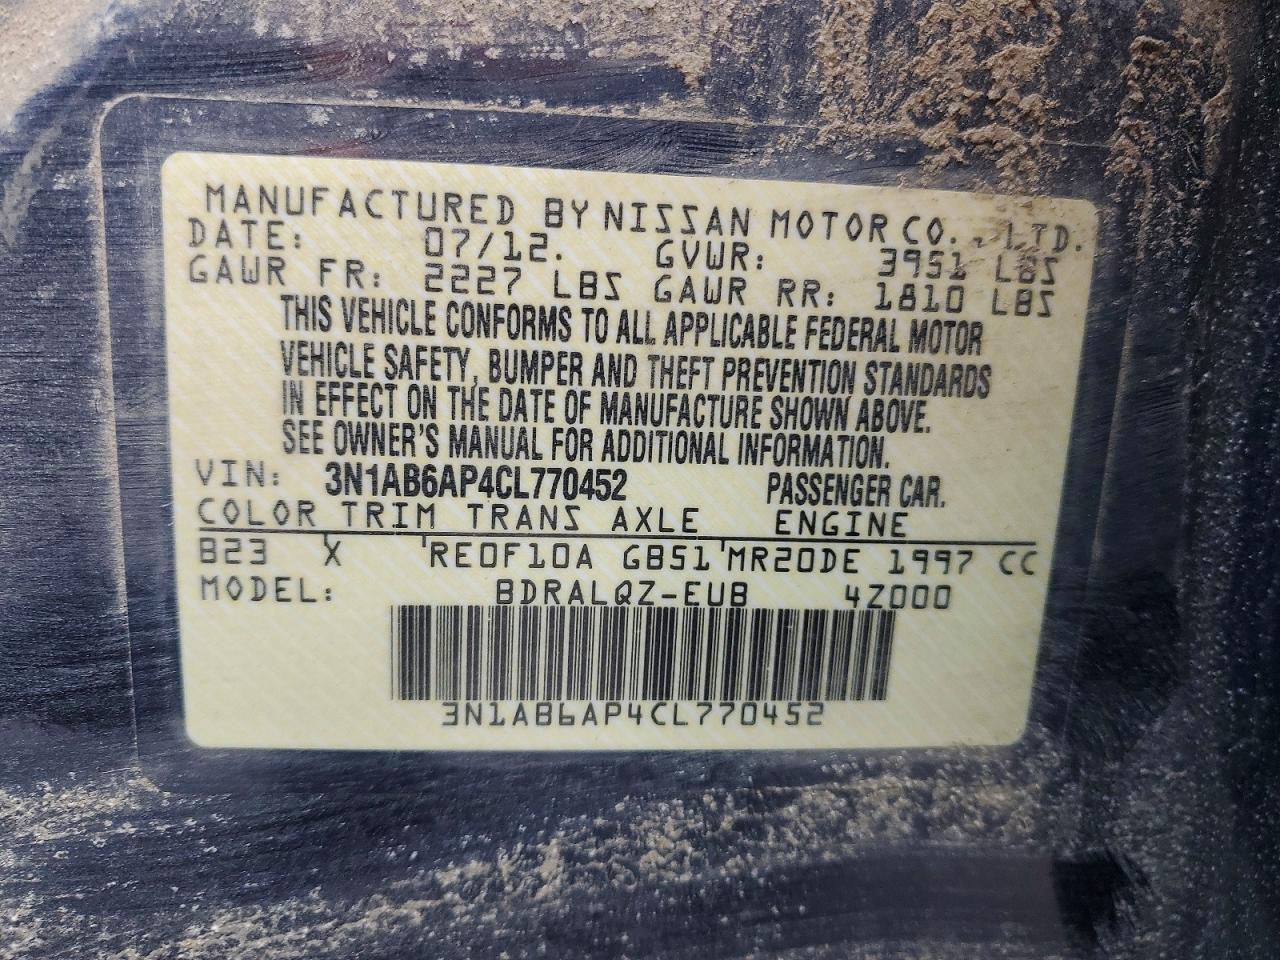 MANUFACTURED BY NISSAN MOTOR CO., LTD.
DATE: 07/12. GVWR: 3951 LBS
GAWR FR: 2227 LBS GAWR RR: 1810 LBS
THIS VEHICLE CONFORMS TO ALL APPLICABLE FEDERAL MOTOR
VEHICLE SAFETY, BUMPER AND THEFT PREVENTION STANDARDS
IN EFFECT ON THE DATE OF MANUFACTURE SHOWN ABOVE.
SEE OWNER'S MANUAL FOR ADDITIONAL INFORMATION.
VIN: 3N1AB6AP4CL770452 PASSENGER CAR.
COLOR TRIM TRANS AXLE ENGINE
B23 X RE0F10A GB51 MR20DE 1997 CC
MODEL: BDRALQZ-EUB 4Z000
3N1AB6AP4CL770452